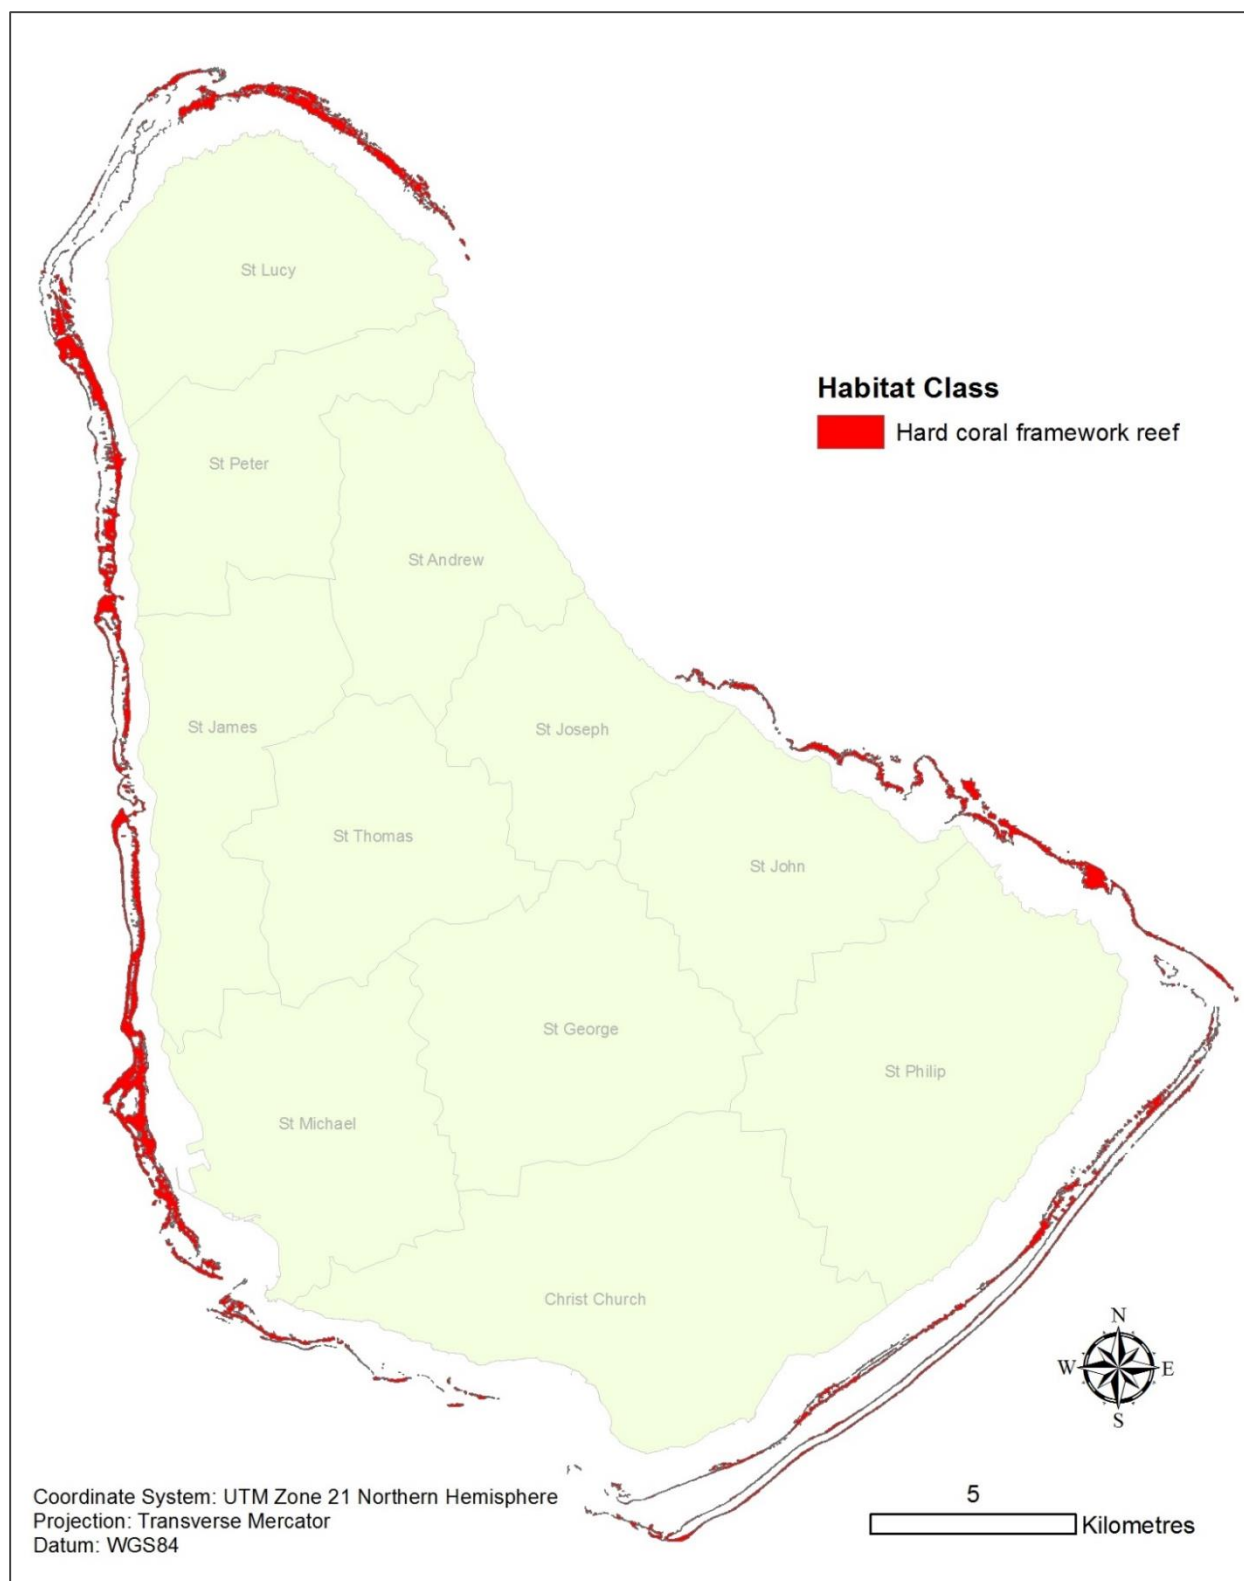 St Lucy
Habitat Class
Hard coral framework reef
St Peter
St Andrew
St James
St Joseph
St Thomas
St John
St George
St Philip
St Michael
Christ Church
N
W E
S
Coordinate System: UTM Zone 21 Northern Hemisphere
Projection: Transverse Mercator
Datum: WGS84
5
Kilometres